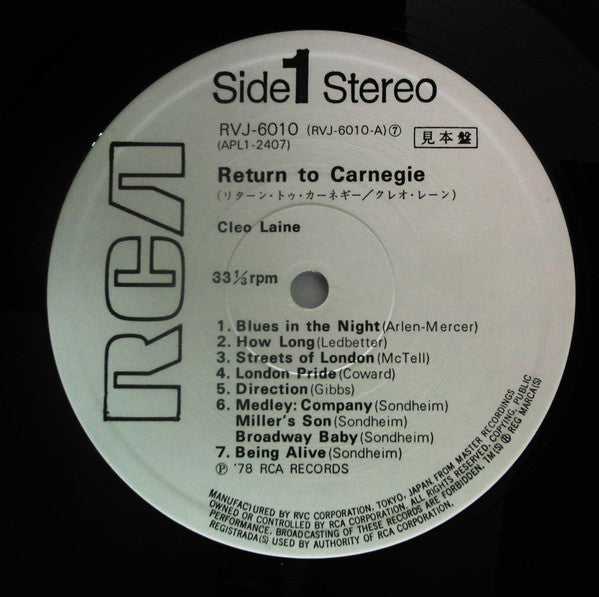 Side 1 Stereo
RVJ-6010 (RVJ-6010-A)⑦
見本盤
(APL1-2407)
Return to Carnegie
(リターン・トゥ・カーネギー/クレオ・レーン)
Cleo Laine
33⅓rpm
1. Blues in the Night (Arlen-Mercer)
2. How Long (Ledbetter)
3. Streets of London (McTell)
4. London Pride (Coward)
5. Direction (Gibbs)
6. Medley: Company (Sondheim)
Miller's Son (Sondheim)
Broadway Baby (Sondheim)
7. Being Alive (Sondheim)
Ⓟ '78 RCA RECORDS
RCA
MANUFACTURED BY RVC CORPORATION, TOKYO, JAPAN, FROM MASTER RECORDINGS
OWNED OR CONTROLLED BY RCA CORPORATION. ALL RIGHTS RESERVED. COPYING, PUBLIC
PERFORMANCE, BROADCASTING OF THESE RECORDS ARE FORBIDDEN. TM(S) ® REG MARCA(S)
REGISTRADA(S) USED BY AUTHORITY OF RCA CORPORATION.